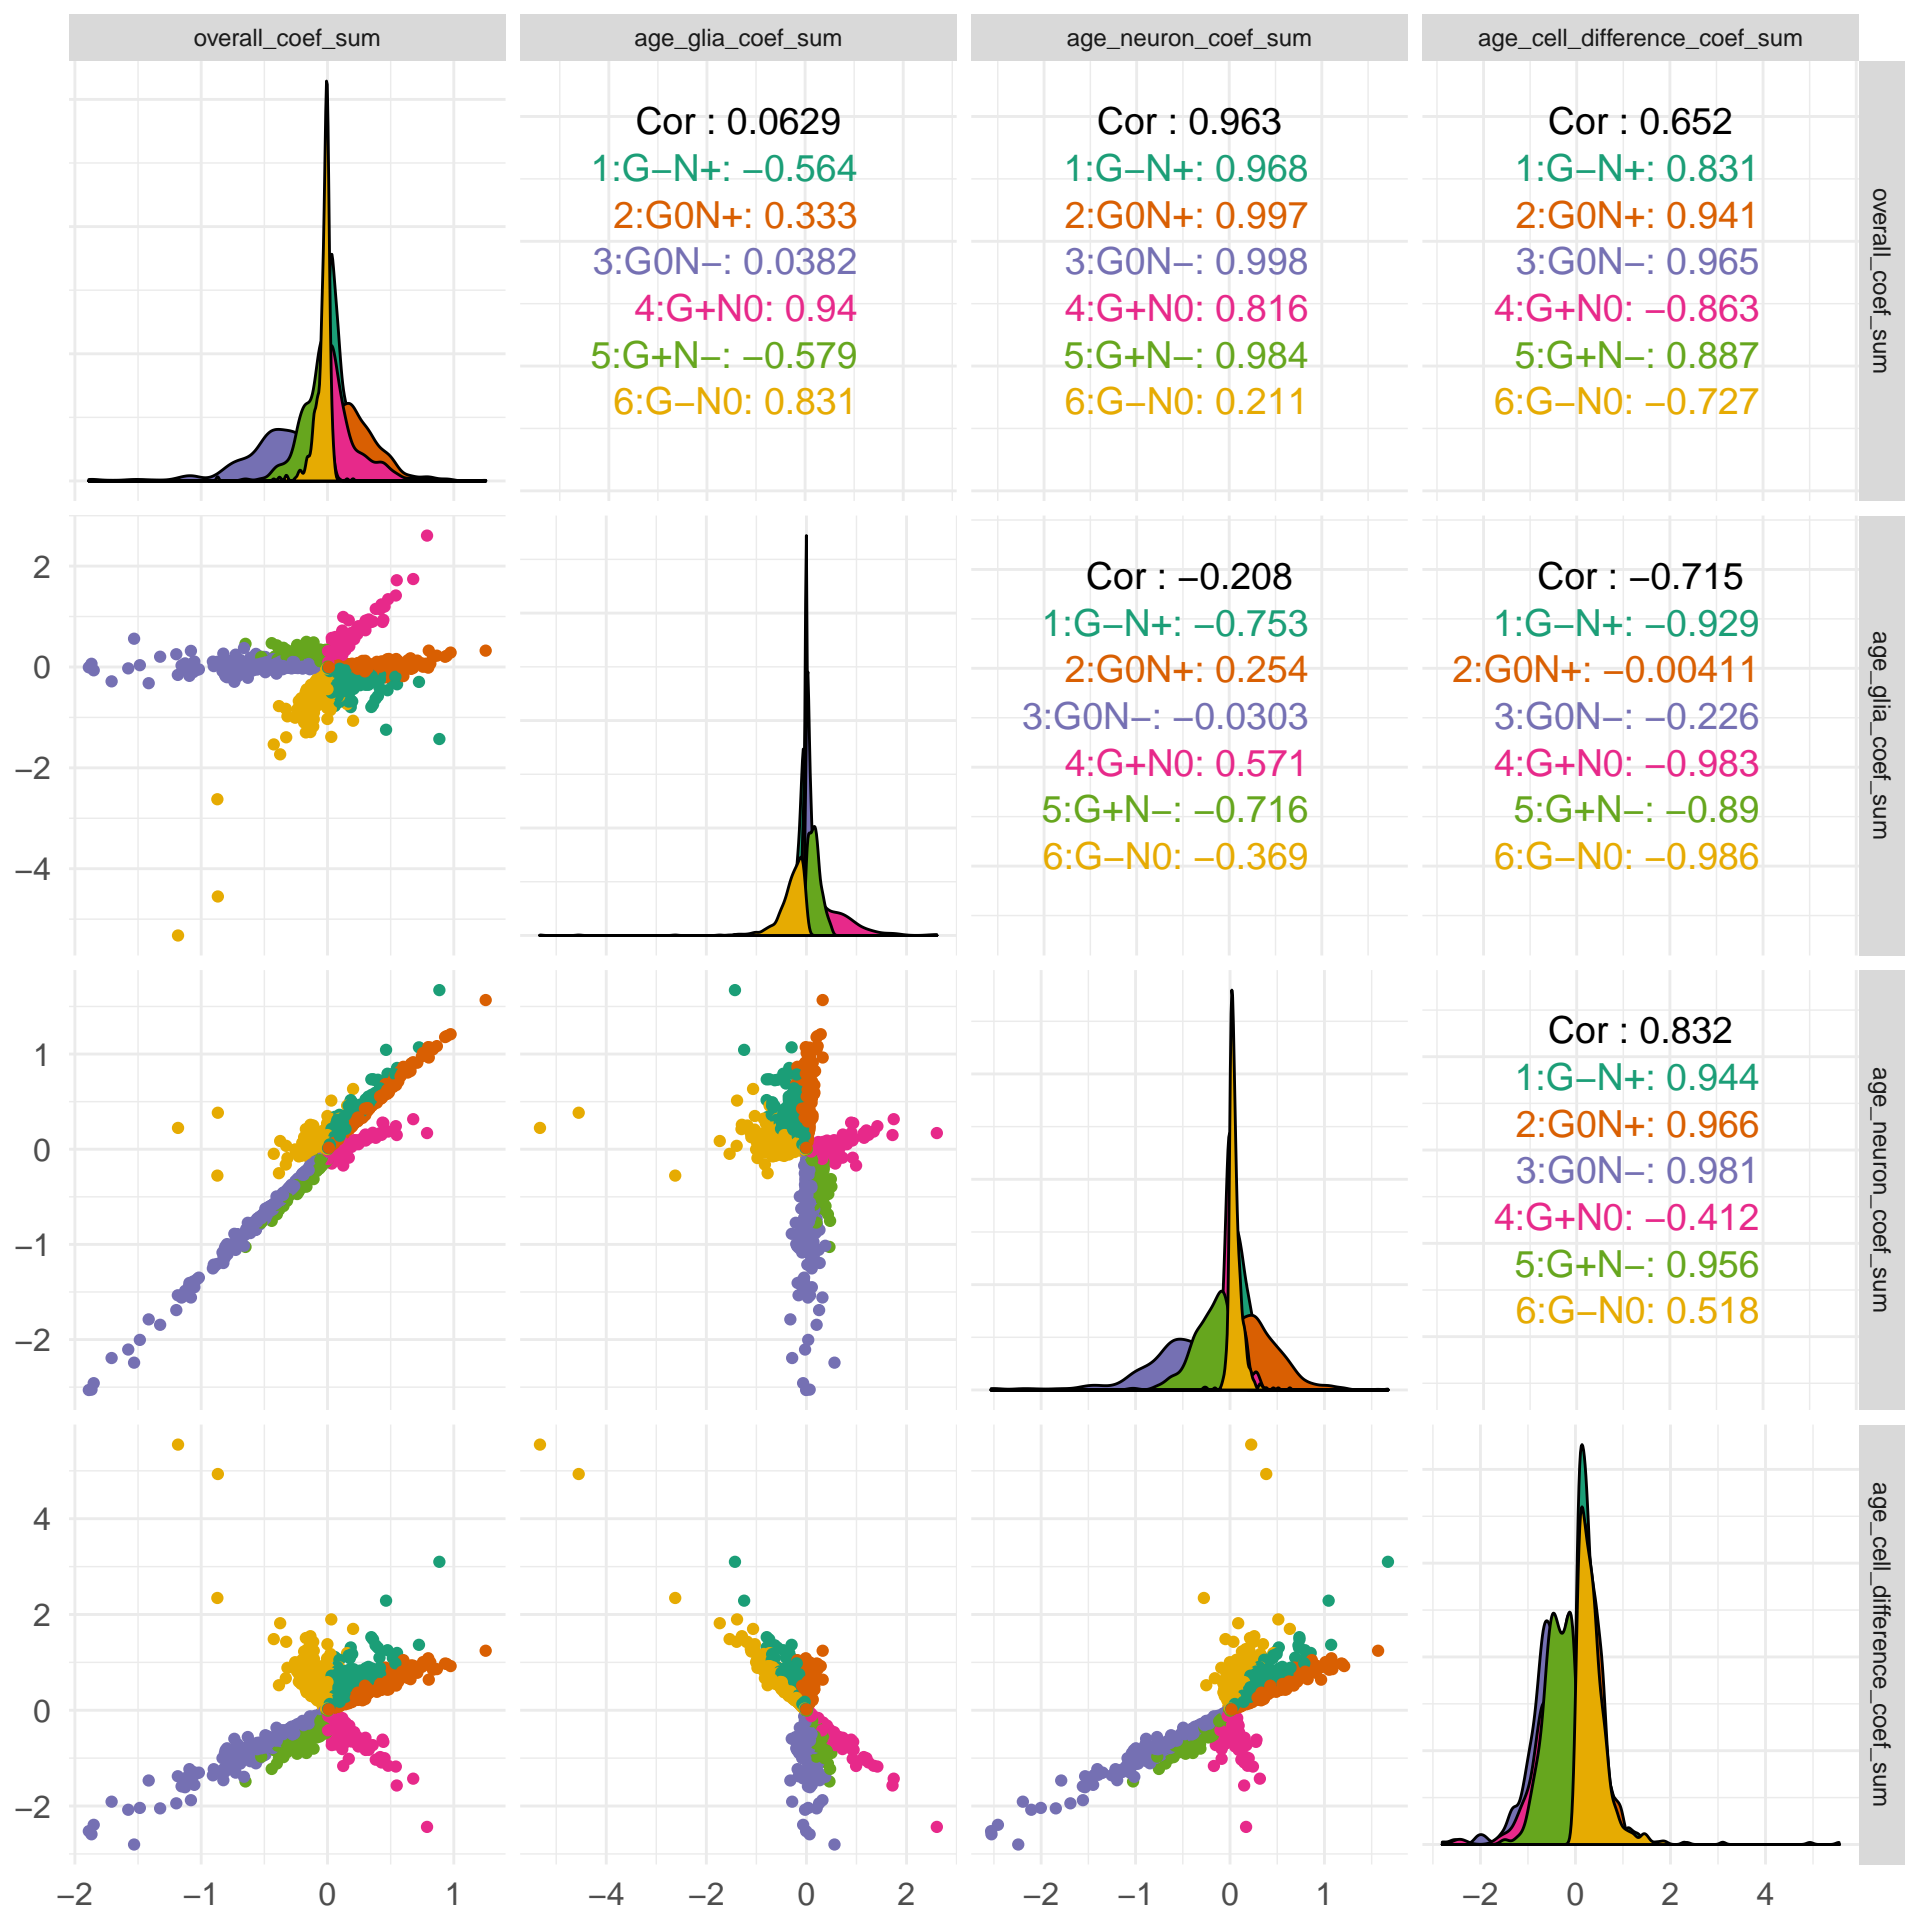 overall_coef_sum
age_glia_coef_sum
age_neuron_coef_sum
age_cell_difference_coef_sum
Cor : 0.0629
1:G−N+: −0.564
2:G0N+: 0.333
3:G0N−: 0.0382
4:G+N0: 0.94
5:G+N−: −0.579
6:G−N0: 0.831
Cor : 0.963
1:G−N+: 0.968
2:G0N+: 0.997
3:G0N−: 0.998
4:G+N0: 0.816
5:G+N−: 0.984
6:G−N0: 0.211
Cor : 0.652
1:G−N+: 0.831
2:G0N+: 0.941
3:G0N−: 0.965
4:G+N0: −0.863
5:G+N−: 0.887
6:G−N0: −0.727
overall_coef_sum
2
0
−2
−4
Cor : −0.208
1:G−N+: −0.753
2:G0N+: 0.254
3:G0N−: −0.0303
4:G+N0: 0.571
5:G+N−: −0.716
6:G−N0: −0.369
Cor : −0.715
1:G−N+: −0.929
2:G0N+: −0.00411
3:G0N−: −0.226
4:G+N0: −0.983
5:G+N−: −0.89
6:G−N0: −0.986
age_glia_coef_sum
1
0
−1
−2
Cor : 0.832
1:G−N+: 0.944
2:G0N+: 0.966
3:G0N−: 0.981
4:G+N0: −0.412
5:G+N−: 0.956
6:G−N0: 0.518
age_neuron_coef_sum
4
2
0
−2
age_cell_difference_coef_sum
−2 −1 0 1
−4 −2 0 2
−2 −1 0 1
−2 0 2 4